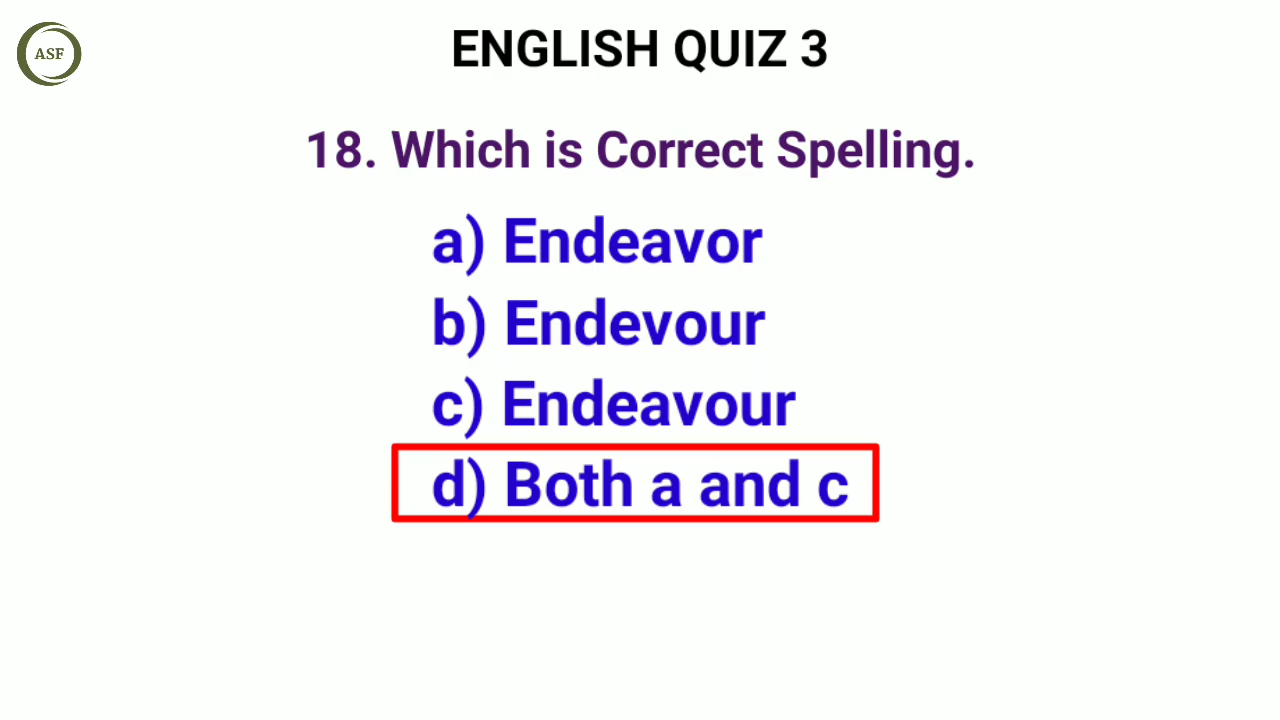 ASF
ENGLISH QUIZ 3
18. Which is Correct Spelling.
a) Endeavor
b) Endevour
c) Endeavour
d) Both a and c